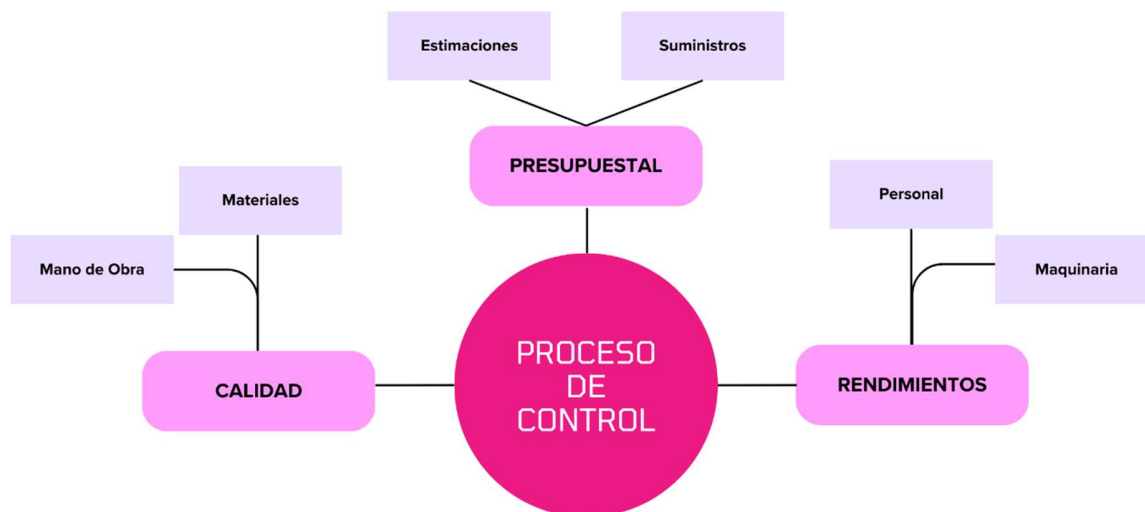 Estimaciones
Suministros
PRESUPUESTAL
Materiales
Mano de Obra
CALIDAD
PROCESO
DE
CONTROL
Personal
Maquinaria
RENDIMIENTOS